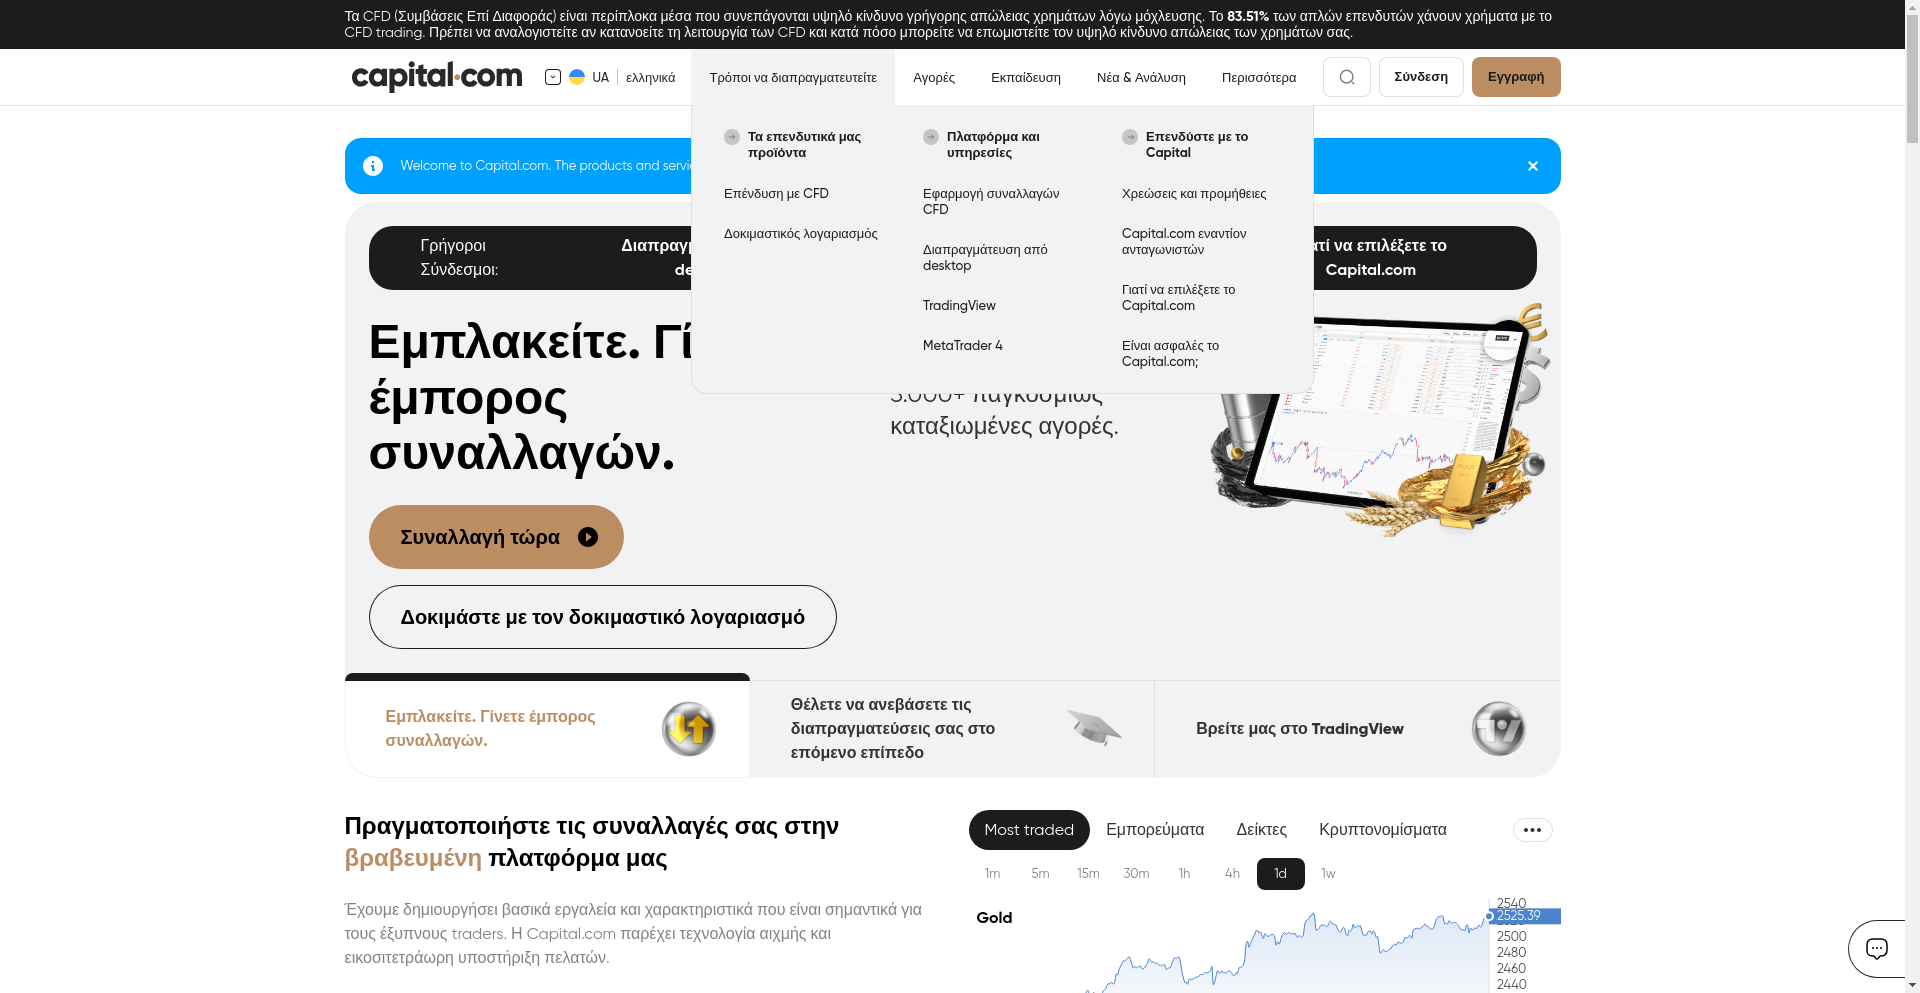 Τα CFD (Συμβάσεις Επί Διαφοράς) είναι περίπλοκα μέσα που συνεπάγονται υψηλό κίνδυνο γρήγορης απώλειας χρημάτων λόγω μόχλευσης. Το 83.51% των απλών επενδυτών χάνουν χρήματα με το
CFD trading. Πρέπει να αναλογιστείτε αν κατανοείτε τη λειτουργία των CFD και κατά πόσο μπορείτε να επωμιστείτε τον υψηλό κίνδυνο απώλειας των χρημάτων σας.
capital.com
UA
ελληνικά
Τρόποι να διαπραγματευτείτε
Αγορές
Εκπαίδευση
Νέα & Ανάλυση
Περισσότερα
Σύνδεση
Εγγραφή
Τα επενδυτικά μας
προϊόντα
Επένδυση με CFD
Δοκιμαστικός λογαριασμός
Πλατφόρμα και
υπηρεσίες
Εφαρμογή συναλλαγών
CFD
Διαπραγμάτευση από
desktop
TradingView
MetaTrader 4
Επενδύστε με το
Capital
Χρεώσεις και προμήθειες
Capital.com εναντίον
ανταγωνιστών
Γιατί να επιλέξετε το
Capital.com
Είναι ασφαλές το
Capital.com;
Welcome to Capital.com. The products and
Γρήγοροι
Σύνδεσμοι:
να επιλέξετε το
Capital.com
Εμπλακείτε.
έμπορος
συναλλαγών.
3.000+ παγκοσμίως
καταξιωμένες αγορές.
Συναλλαγή τώρα
Δοκιμάστε με τον δοκιμαστικό λογαριασμό
Εμπλακείτε. Γίνετε έμπορος
συναλλαγών.
Θέλετε να ανεβάσετε τις
διαπραγματεύσεις σας στο
επόμενο επίπεδο
Βρείτε μας στο TradingView
Πραγματοποιήστε τις συναλλαγές σας στην
βραβευμένη πλατφόρμα μας
Έχουμε δημιουργήσει βασικά εργαλεία και χαρακτηριστικά που είναι σημαντικά για
τους έξυπνους traders. Η Capital.com παρέχει τεχνολογία αιχμής και
εικοσιτετράωρη υποστήριξη πελατών.
Most traded
Εμπορεύματα
Δείκτες
Κρυπτονομίσματα
1m
5m
15m
30m
1h
4h
1d
1w
Gold
2540
2525.39
2500
2480
2460
2440